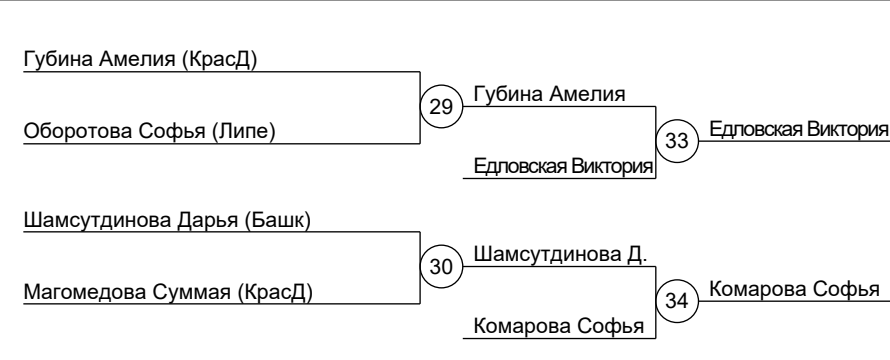 Губина Амелия (КрасД)
29
Губина Амелия
Оборотова Софья (Липе)
33
Едловская Виктория
Едловская Виктория
Шамсутдинова Дарья (Башк)
30
Шамсутдинова Д.
Магомедова Суммая (КрасД)
34
Комарова Софья
Комарова Софья